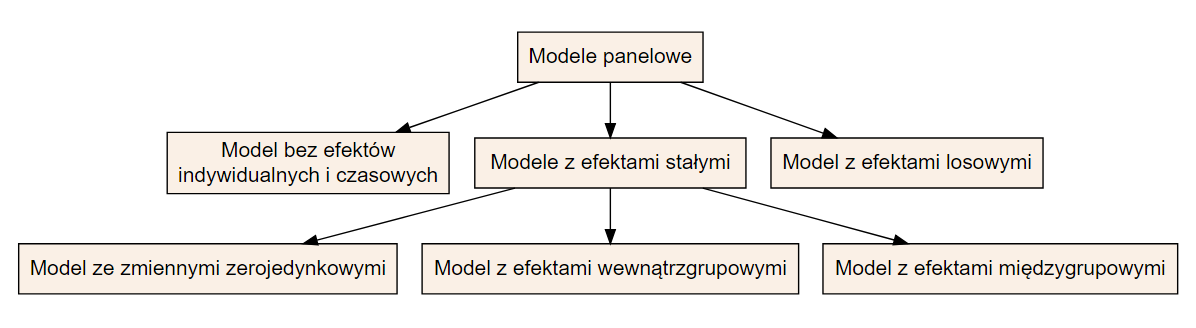 Modele panelowe
Model bez efektów
indywidualnych i czasowych
Modele z efektami stałymi
Model z efektami losowymi
Model ze zmiennymi zerojedynkowymi
Model z efektami wewnątrzgrupowymi
Model z efektami międzygrupowymi